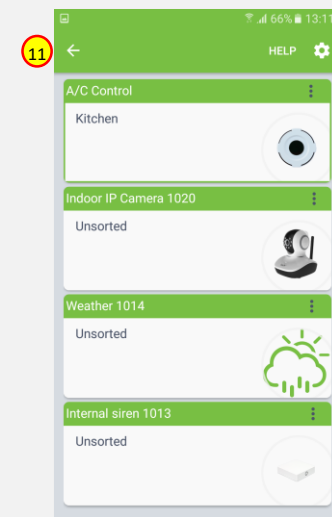 66% 13:11
11
HELP
A/C Control
Kitchen
Indoor IP Camera 1020
Unsorted
Weather 1014
Unsorted
Internal siren 1013
Unsorted